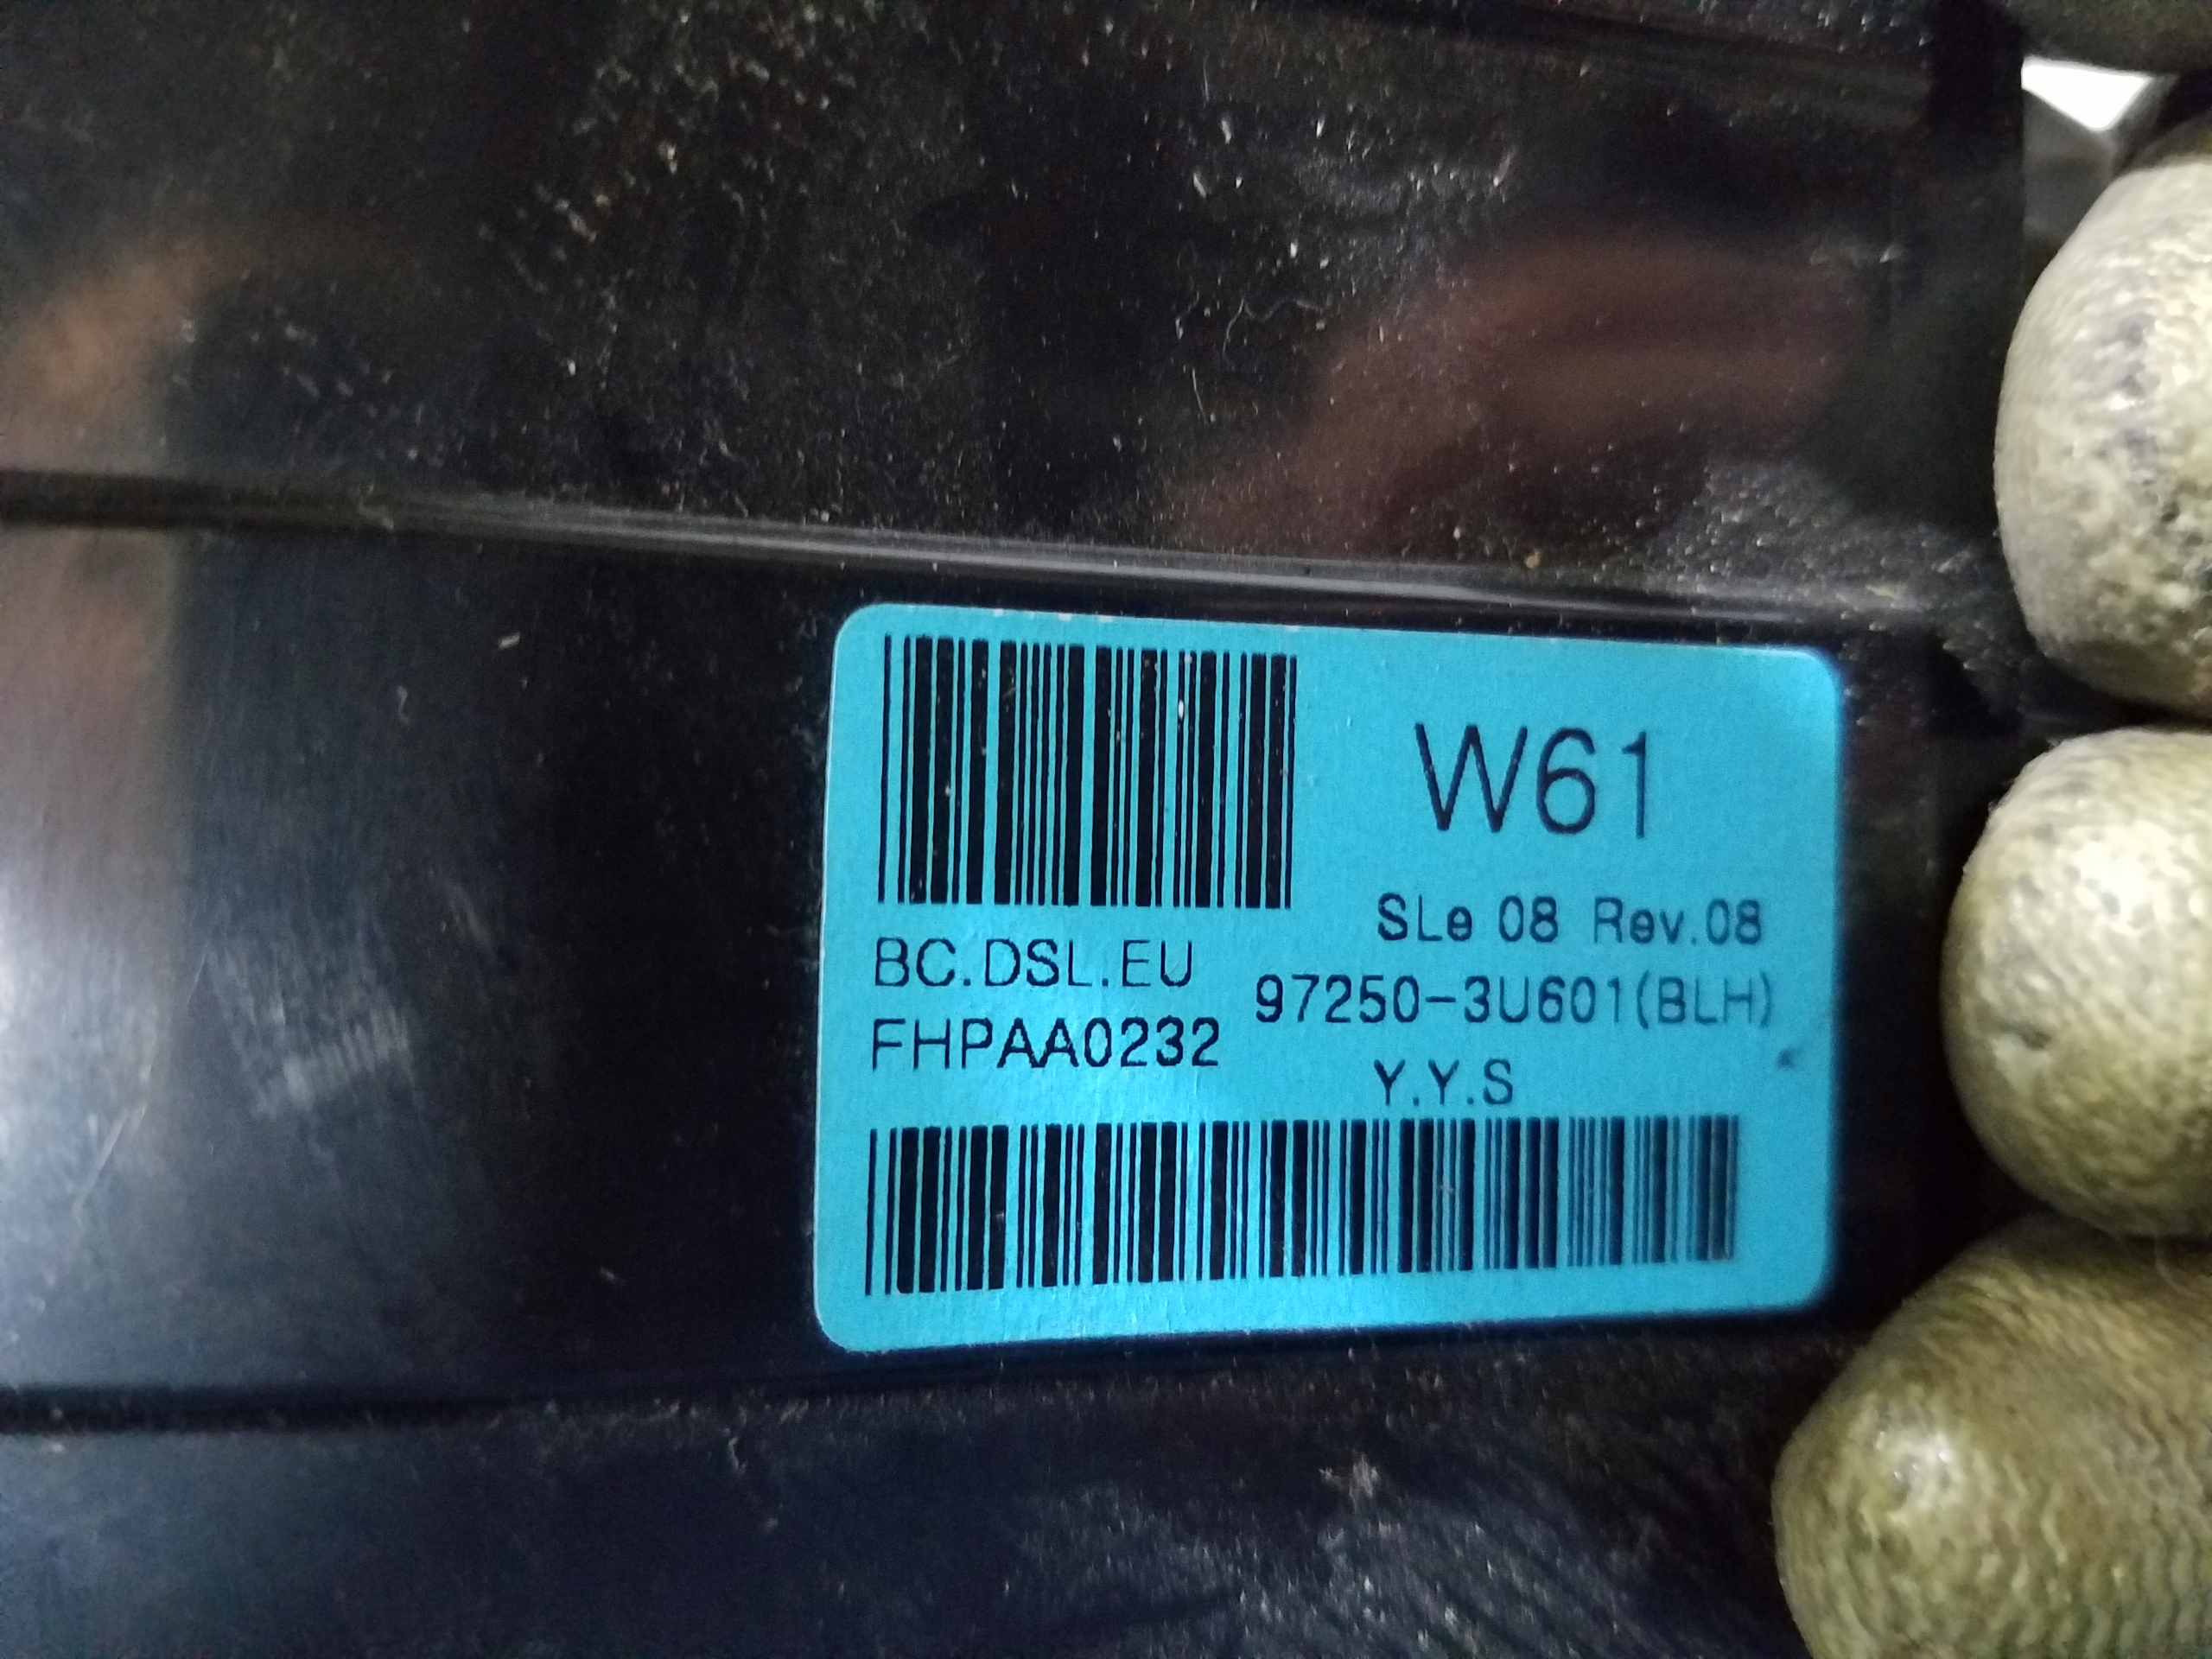 W61
SLe 08 Rev.08
BC.DSL.EU
97250-3U601(BLH)
FHPAA0232
Y.Y.S